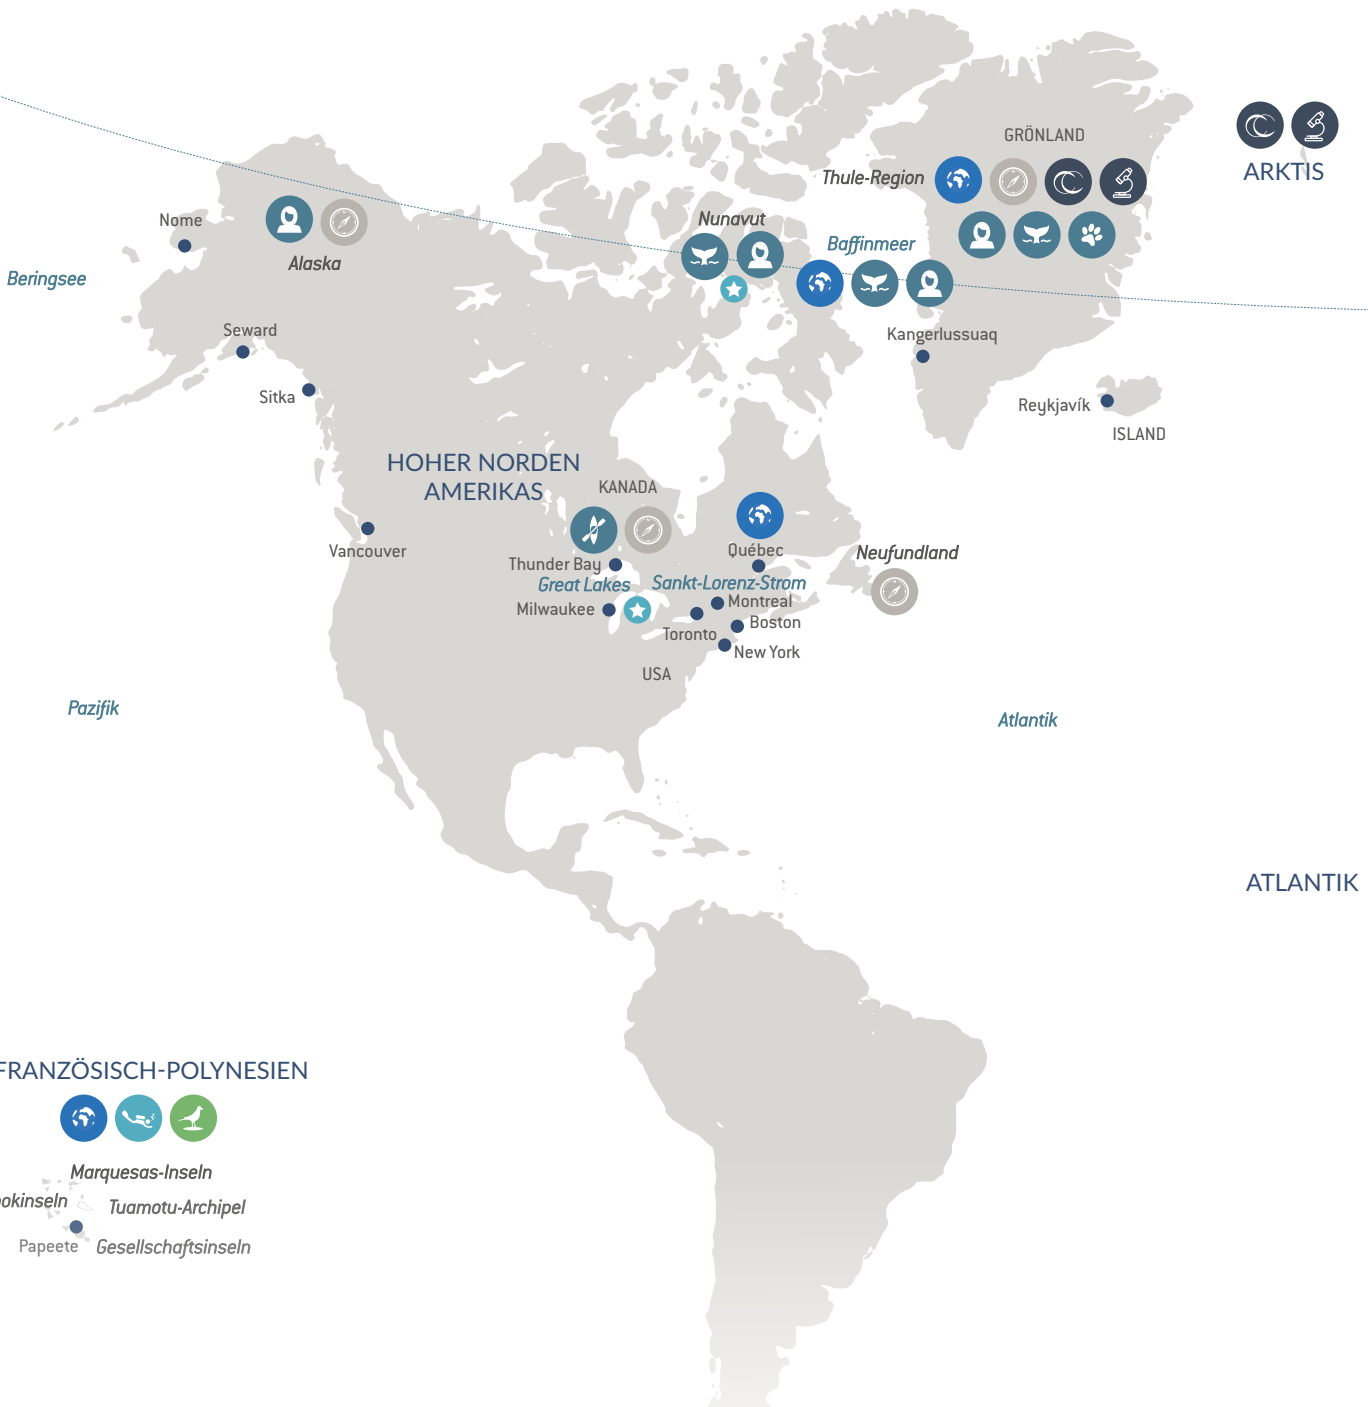 GRÖNLAND
ARKTIS
Thule-Region
Nome
Nunavut
Baffinmeer
Alaska
Beringsee
Seward
Kangerlussuaq
Sitka
Reykjavík
ISLAND
HOHER NORDEN
AMERIKAS
KANADA
Vancouver
Québec
Neufundland
Thunder Bay
Great Lakes
Sankt-Lorenz-Strom
Milwaukee
Montreal
Toronto
Boston
New York
USA
Pazifik
Atlantik
ATLANTIK
FRANZÖSISCH-POLYNESIEN
Marquesas-Inseln
okinseln
Tuamotu-Archipel
Papeete
Gesellschaftsinseln